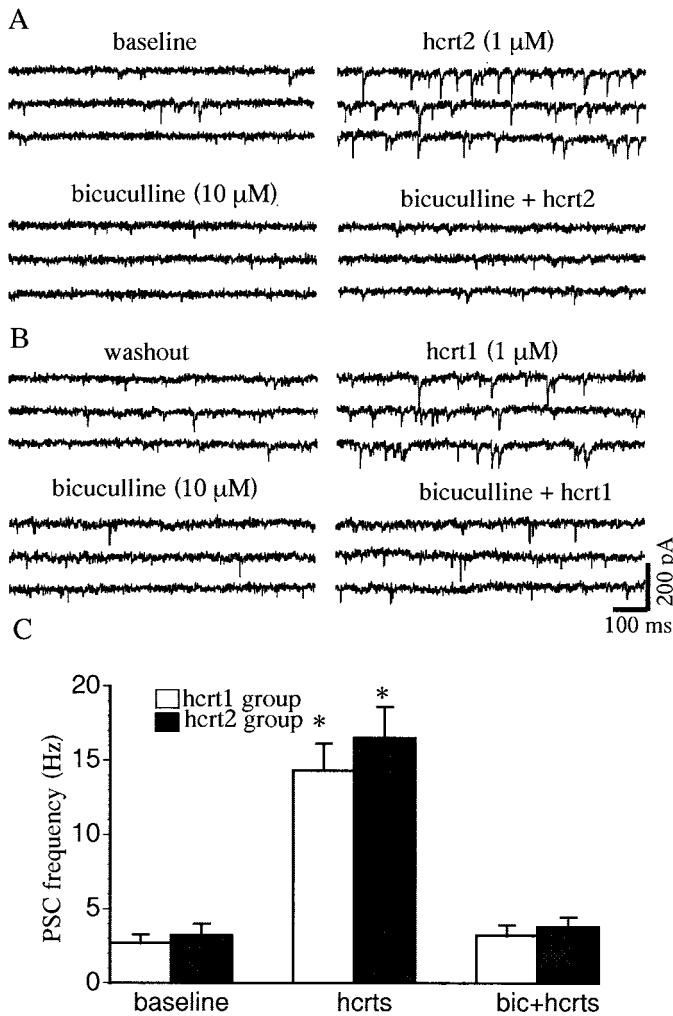 A
baseline
hcrt2 (1 μM)
bicuculline (10 μM)
bicuculline + hcrt2
B
washout
hcrt1 (1 μM)
bicuculline (10 μM)
bicuculline + hcrt1
200 pA
100 ms
C
20
15
10
5
0
PSC frequency (Hz)
hcrt1 group
hcrt2 group
*
*
baseline
hcrts
bic+hcrts